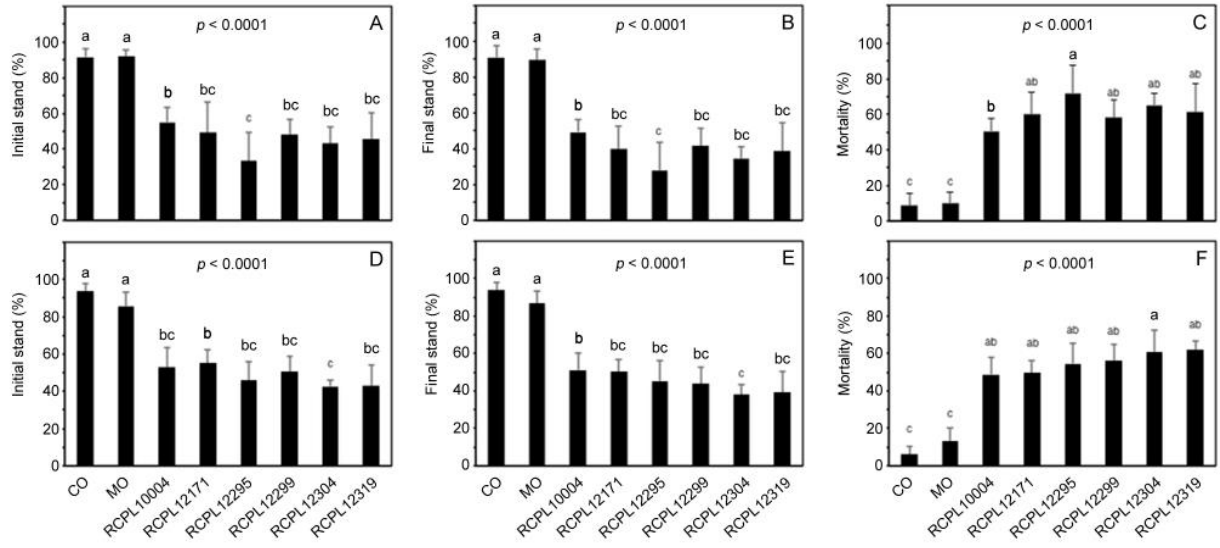 p < 0.0001
A
Initial stand (%)
100
80
60
40
20
0
a
a
b
bc
c
bc
bc
bc
p < 0.0001
B
Final stand (%)
100
80
60
40
20
0
a
a
b
bc
c
bc
bc
bc
p < 0.0001
C
Mortality (%)
100
80
60
40
20
0
c
c
b
ab
a
ab
ab
ab
p < 0.0001
D
Initial stand (%)
100
80
60
40
20
0
a
a
bc
b
bc
bc
c
bc
CO
MO
RCPL10004
RCPL12171
RCPL12295
RCPL12299
RCPL12304
RCPL12319
p < 0.0001
E
Final stand (%)
100
80
60
40
20
0
a
a
b
bc
bc
bc
c
bc
CO
MO
RCPL10004
RCPL12171
RCPL12295
RCPL12299
RCPL12304
RCPL12319
p < 0.0001
F
Mortality (%)
100
80
60
40
20
0
c
c
ab
ab
ab
ab
a
ab
CO
MO
RCPL10004
RCPL12171
RCPL12295
RCPL12299
RCPL12304
RCPL12319